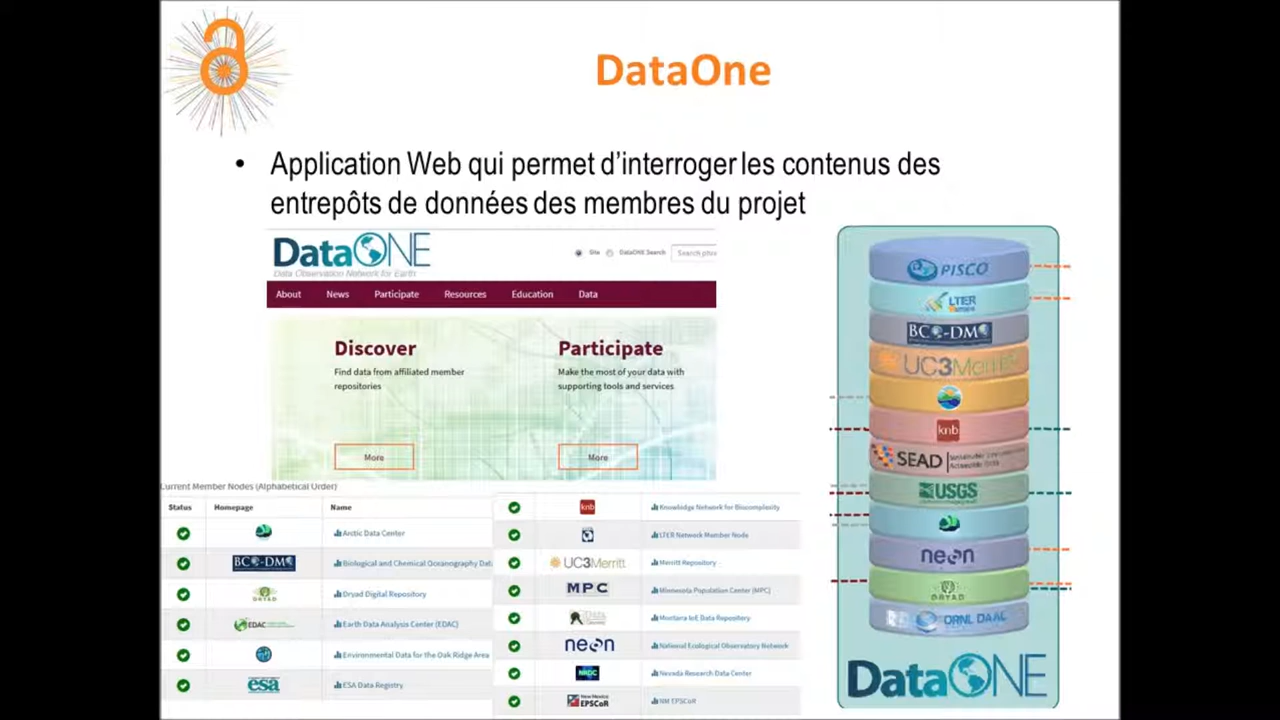 DataOne
• Application Web qui permet d'interroger les contenus des
entrepôts de données des membres du projet
DataONE
Data Observation Network for Earth
Site DataONE Search Search
About News Participate Resources Education Data
Discover
Find data from affiliated member
repositories
More
Participate
Make the most of your data with
supporting tools and services
More
Current Member Nodes (Alphabetical Order)
Status Homepage Name
Arctic Data Center
BCO-DMO Biological and Chemical Oceanography Data
DRYAD Dryad Digital Repository
EDAC Earth Data Analysis Center (EDAC)
Environmental Data for the Oak Ridge Area
esa ESA Data Registry
knb Knowledge Network for Biocomplexity
LTER Network Member Node
UC3Merritt Merritt Repository
MPC Minnesota Population Center (MPC)
Montana IoE Data Repository
neon National Ecological Observatory Network
NRDC Nevada Research Data Center
New Mexico EPSCoR NM EPSCoR
PISCO
LTER
BCO-DMO
UC3Merritt
knb
SEAD
USGS
neon
DRYAD
ORNL DAAC
DataONE